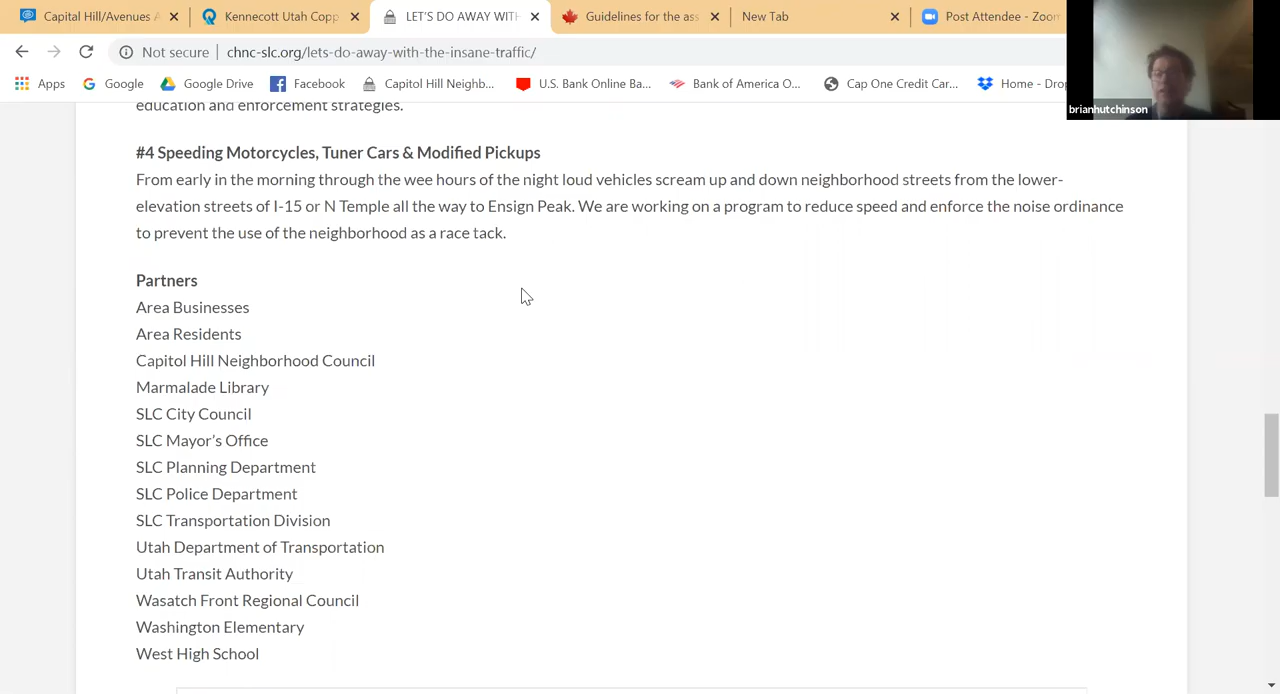 Capital Hill/Avenues A
Kennecott Utah Copp
LET'S DO AWAY WITH
Guidelines for the ass
New Tab
Post Attendee - Zoom
Not secure | chnc-slc.org/lets-do-away-with-the-insane-traffic/
Apps
Google
Google Drive
Facebook
Capitol Hill Neighb...
U.S. Bank Online Ba...
Bank of America O...
Cap One Credit Car...
Home - Drop
brianhutchinson
education and enforcement strategies.
#4 Speeding Motorcycles, Tuner Cars & Modified Pickups
From early in the morning through the wee hours of the night loud vehicles scream up and down neighborhood streets from the lower-
elevation streets of I-15 or N Temple all the way to Ensign Peak. We are working on a program to reduce speed and enforce the noise ordinance
to prevent the use of the neighborhood as a race tack.
Partners
Area Businesses
Area Residents
Capitol Hill Neighborhood Council
Marmalade Library
SLC City Council
SLC Mayor's Office
SLC Planning Department
SLC Police Department
SLC Transportation Division
Utah Department of Transportation
Utah Transit Authority
Wasatch Front Regional Council
Washington Elementary
West High School